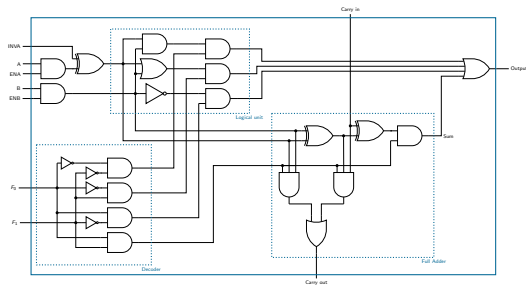 Carry in
INVA
A
ENA
B
ENB
Output
Logical unit
Sum
F₀
F₁
Decoder
Full Adder
Carry out